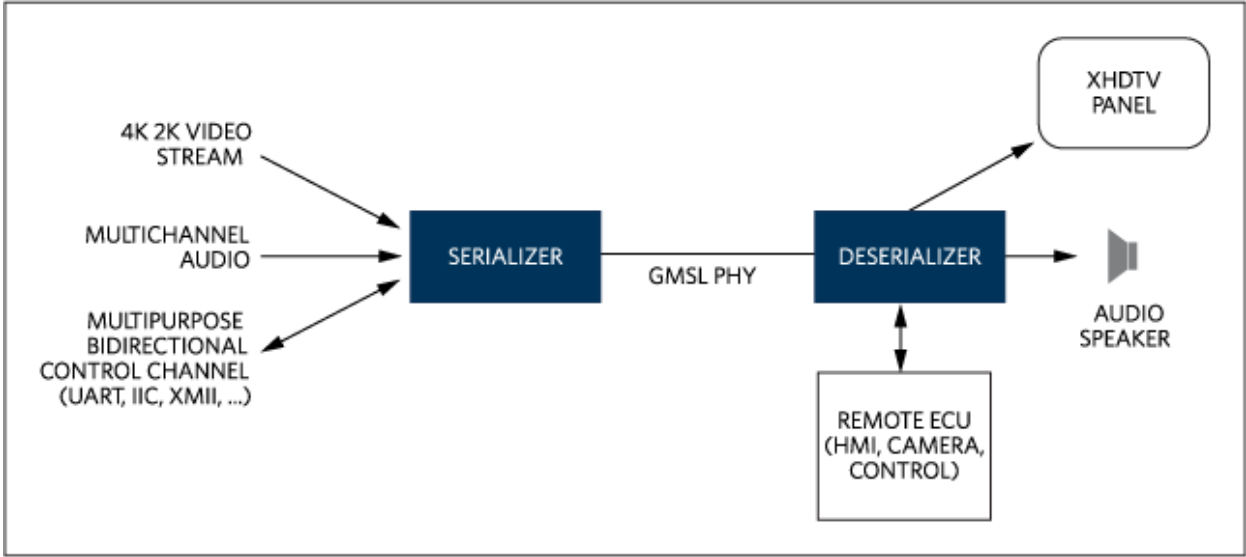 4K 2K VIDEO
STREAM
MULTICHANNEL
AUDIO
MULTIPURPOSE
BIDIRECTIONAL
CONTROL CHANNEL
(UART, IIC, XMII, ...)
SERIALIZER
GMSL PHY
DESERIALIZER
XHDTV
PANEL
AUDIO
SPEAKER
REMOTE ECU
(HMI, CAMERA,
CONTROL)